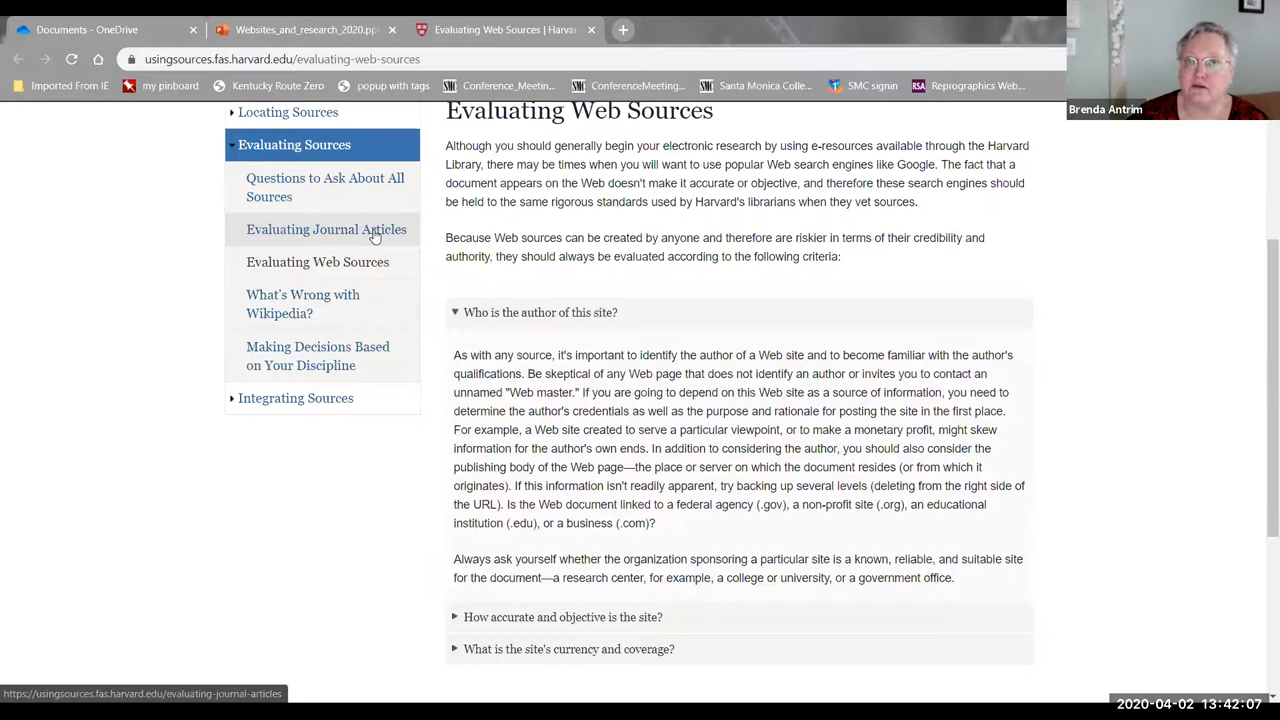 Documents - OneDrive
Websites_and_research_2020.pp
Evaluating Web Sources | Harva
usingsources.fas.harvard.edu/evaluating-web-sources
Imported From IE
my pinboard
Kentucky Route Zero
popup with tags
SMC
Conference_Meetin...
SMC
ConferenceMeeting...
SMC
Santa Monica Colle...
SMC signin
RSA
Reprographics Web...
Brenda Antrim
Locating Sources
Evaluating Sources
Questions to Ask About All
Sources
Evaluating Journal Articles
Evaluating Web Sources
What's Wrong with
Wikipedia?
Making Decisions Based
on Your Discipline
Integrating Sources
Evaluating Web Sources
Although you should generally begin your electronic research by using e-resources available through the Harvard
Library, there may be times when you will want to use popular Web search engines like Google. The fact that a
document appears on the Web doesn't make it accurate or objective, and therefore these search engines should
be held to the same rigorous standards used by Harvard's librarians when they vet sources.
Because Web sources can be created by anyone and therefore are riskier in terms of their credibility and
authority, they should always be evaluated according to the following criteria:
Who is the author of this site?
As with any source, it's important to identify the author of a Web site and to become familiar with the author's
qualifications. Be skeptical of any Web page that does not identify an author or invites you to contact an
unnamed "Web master." If you are going to depend on this Web site as a source of information, you need to
determine the author's credentials as well as the purpose and rationale for posting the site in the first place.
For example, a Web site created to serve a particular viewpoint, or to make a monetary profit, might skew
information for the author's own ends. In addition to considering the author, you should also consider the
publishing body of the Web page—the place or server on which the document resides (or from which it
originates). If this information isn't readily apparent, try backing up several levels (deleting from the right side of
the URL). Is the Web document linked to a federal agency (.gov), a non-profit site (.org), an educational
institution (.edu), or a business (.com)?
Always ask yourself whether the organization sponsoring a particular site is a known, reliable, and suitable site
for the document—a research center, for example, a college or university, or a government office.
How accurate and objective is the site?
What is the site's currency and coverage?
https://usingsources.fas.harvard.edu/evaluating-journal-articles
2020-04-02 13:42:07